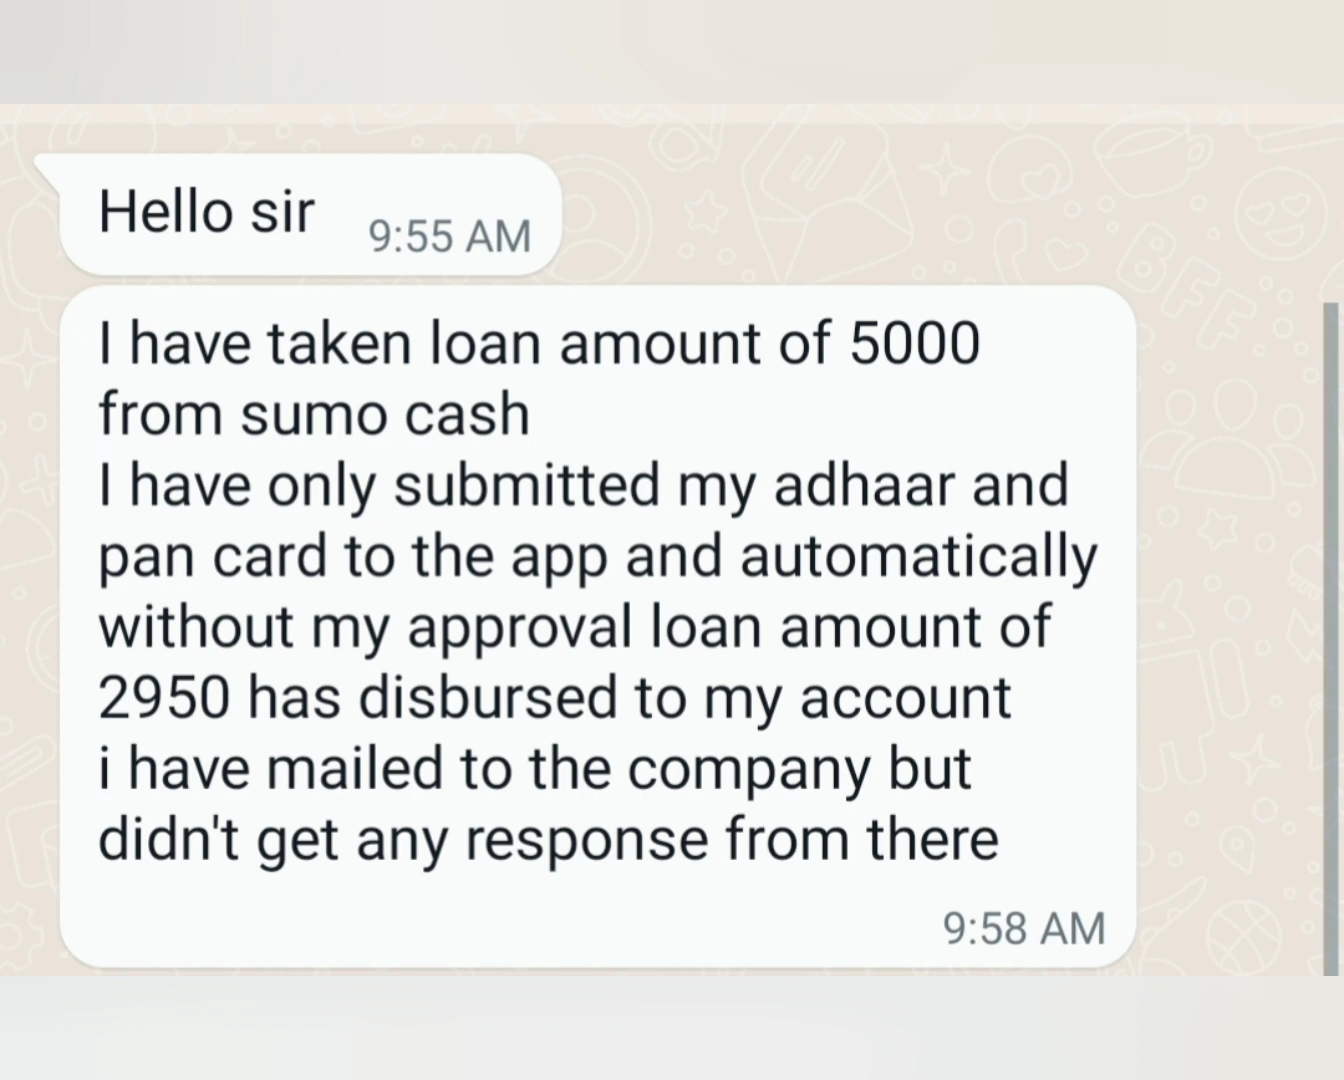 Hello sir
9:55 AM
I have taken loan amount of 5000
from sumo cash
I have only submitted my adhaar and
pan card to the app and automatically
without my approval loan amount of
2950 has disbursed to my account
i have mailed to the company but
didn't get any response from there
9:58 AM